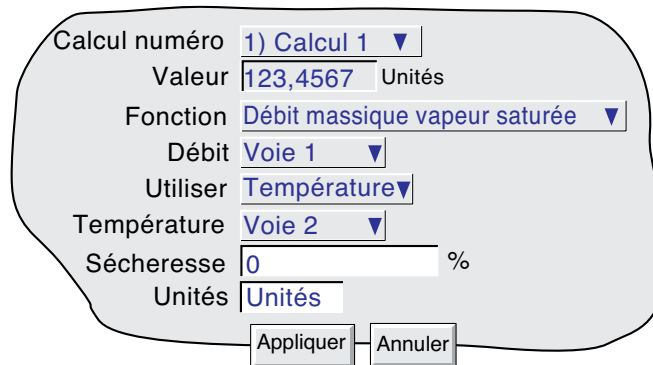 Calcul numéro 1) Calcul 1
Valeur 123,4567 Unités
Fonction Débit massique vapeur saturée
Débit Voie 1
Utiliser Température
Température Voie 2
Sécheresse 0 %
Unités Unités
Appliquer Annuler